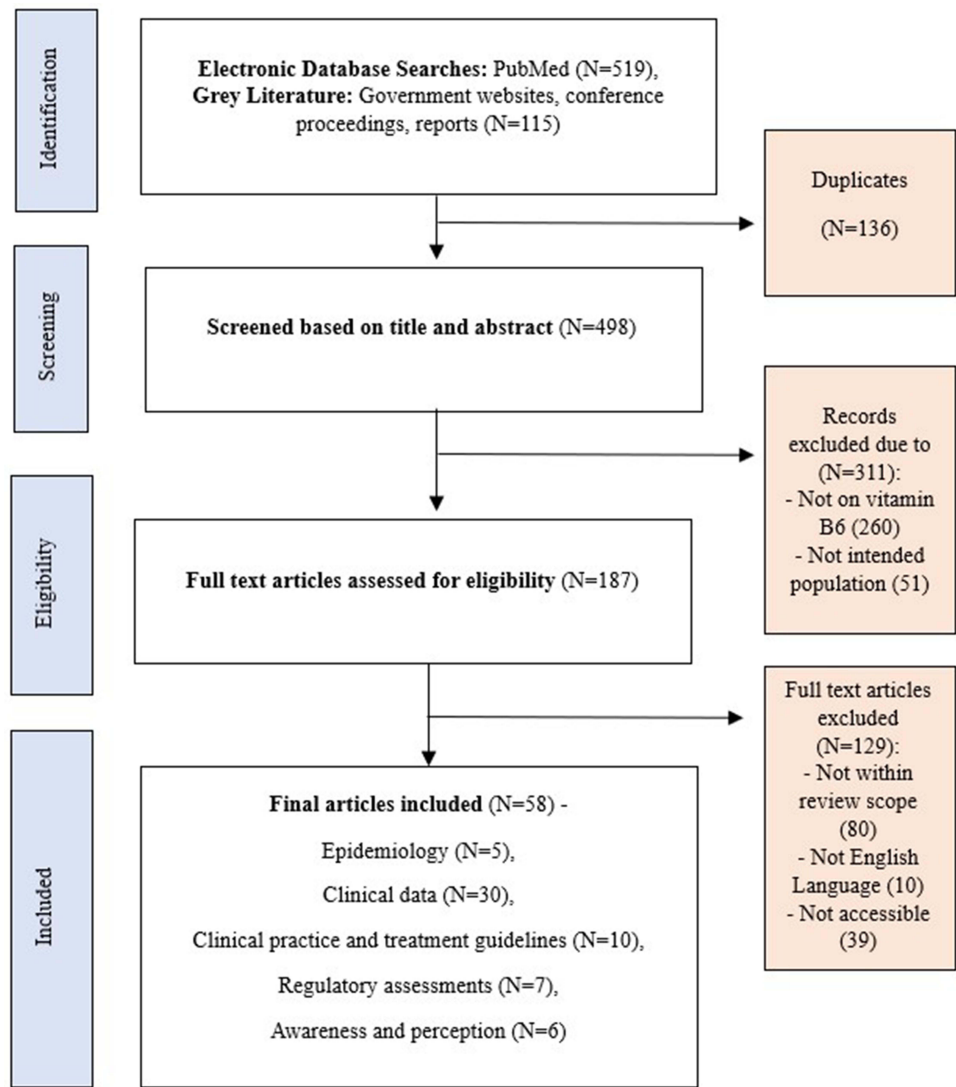 Identification
Electronic Database Searches: PubMed (N=519),
Grey Literature: Government websites, conference
proceedings, reports (N=115)
Duplicates
(N=136)
Screening
Screened based on title and abstract (N=498)
Records
excluded due to
(N=311):
- Not on vitamin
B6 (260)
- Not intended
population (51)
Eligibility
Full text articles assessed for eligibility (N=187)
Full text articles
excluded
(N=129):
- Not within
review scope
(80)
- Not English
Language (10)
- Not accessible
(39)
Included
Final articles included (N=58) -
Epidemiology (N=5),
Clinical data (N=30),
Clinical practice and treatment guidelines (N=10),
Regulatory assessments (N=7),
Awareness and perception (N=6)